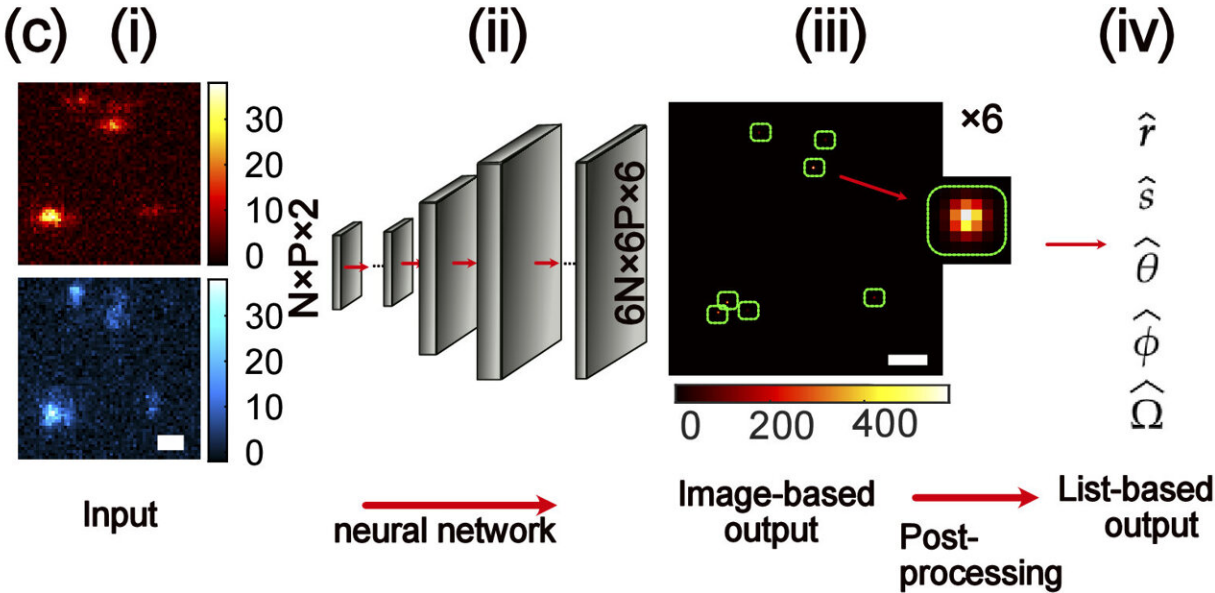 (c) (i) (ii) (iii) (iv)
30
20
10
0
30
20
10
0
N×P×2
...
...
6N×6P×6
×6
0 200 400
r̂
ŝ
θ̂
ϕ̂
Ω̂
Input
neural network
Image-based
output
Post-
processing
List-based
output